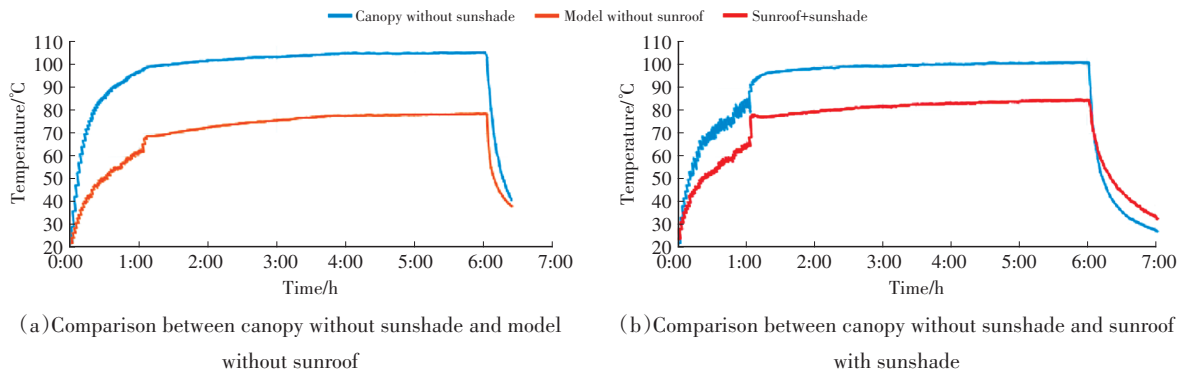 Canopy without sunshade Model without sunroof Sunroof+sunshade
110
100
90
80
70
60
50
40
30
20
Temperature/℃
0:00 1:00 2:00 3:00 4:00 5:00 6:00 7:00
Time/h
(a)Comparison between canopy without sunshade and model
without sunroof
110
100
90
80
70
60
50
40
30
20
Temperature/℃
0:00 1:00 2:00 3:00 4:00 5:00 6:00 7:00
Time/h
(b)Comparison between canopy without sunshade and sunroof
with sunshade